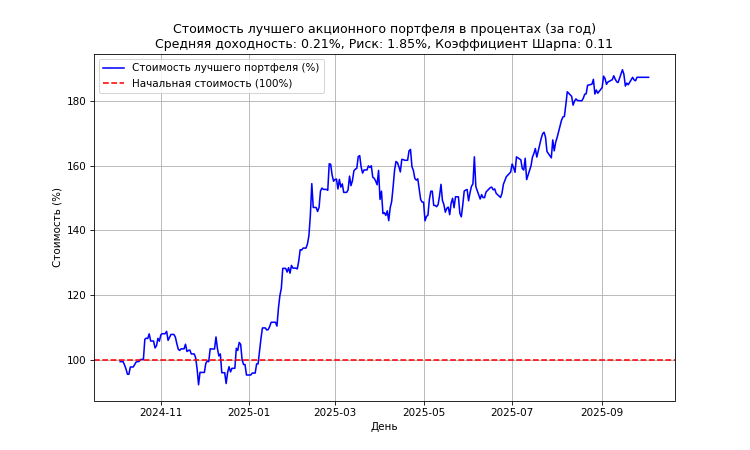 Стоимость лучшего акционного портфеля в процентах (за год)
Средняя доходность: 0.21%, Риск: 1.85%, Коэффициент Шарпа: 0.11
Стоимость лучшего портфеля (%)
Начальная стоимость (100%)
Стоимость (%)
180
160
140
120
100
2024-11
2025-01
2025-03
2025-05
2025-07
2025-09
День